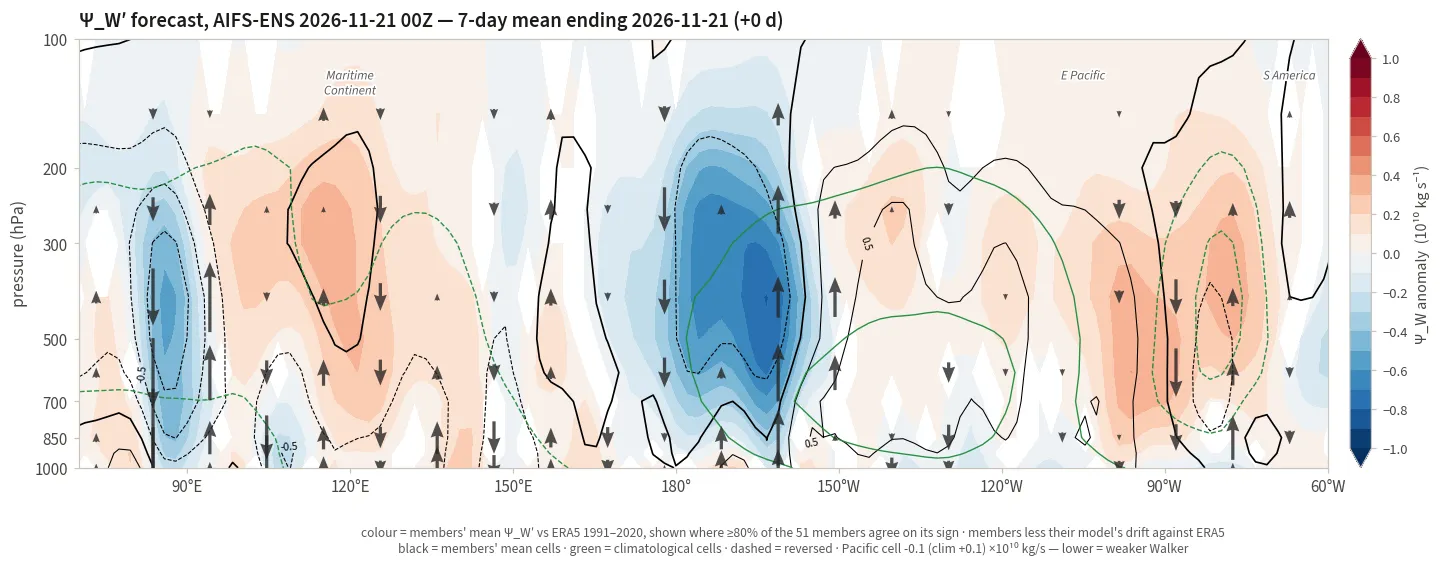 Ψ_W′ forecast, AIFS-ENS 2026-11-21 00Z — 7-day mean ending 2026-11-21 (+0 d)
100
200
300
400
500
700
850
1000
pressure (hPa)
Maritime
Continent
E Pacific
S America
0.5
0.5
-0.5
-0.5
90°E
120°E
150°E
180°
150°W
120°W
90°W
60°W
1.0
0.8
0.6
0.4
0.2
0.0
−0.2
−0.4
−0.6
−0.8
−1.0
Ψ_W anomaly (10¹⁰ kg s⁻¹)
colour = members' mean Ψ_W′ vs ERA5 1991–2020, shown where ≥80% of the 51 members agree on its sign · members less their model's drift against ERA5
black = members' mean cells · green = climatological cells · dashed = reversed · Pacific cell -0.1 (clim +0.1) ×10¹⁰ kg/s — lower = weaker Walker